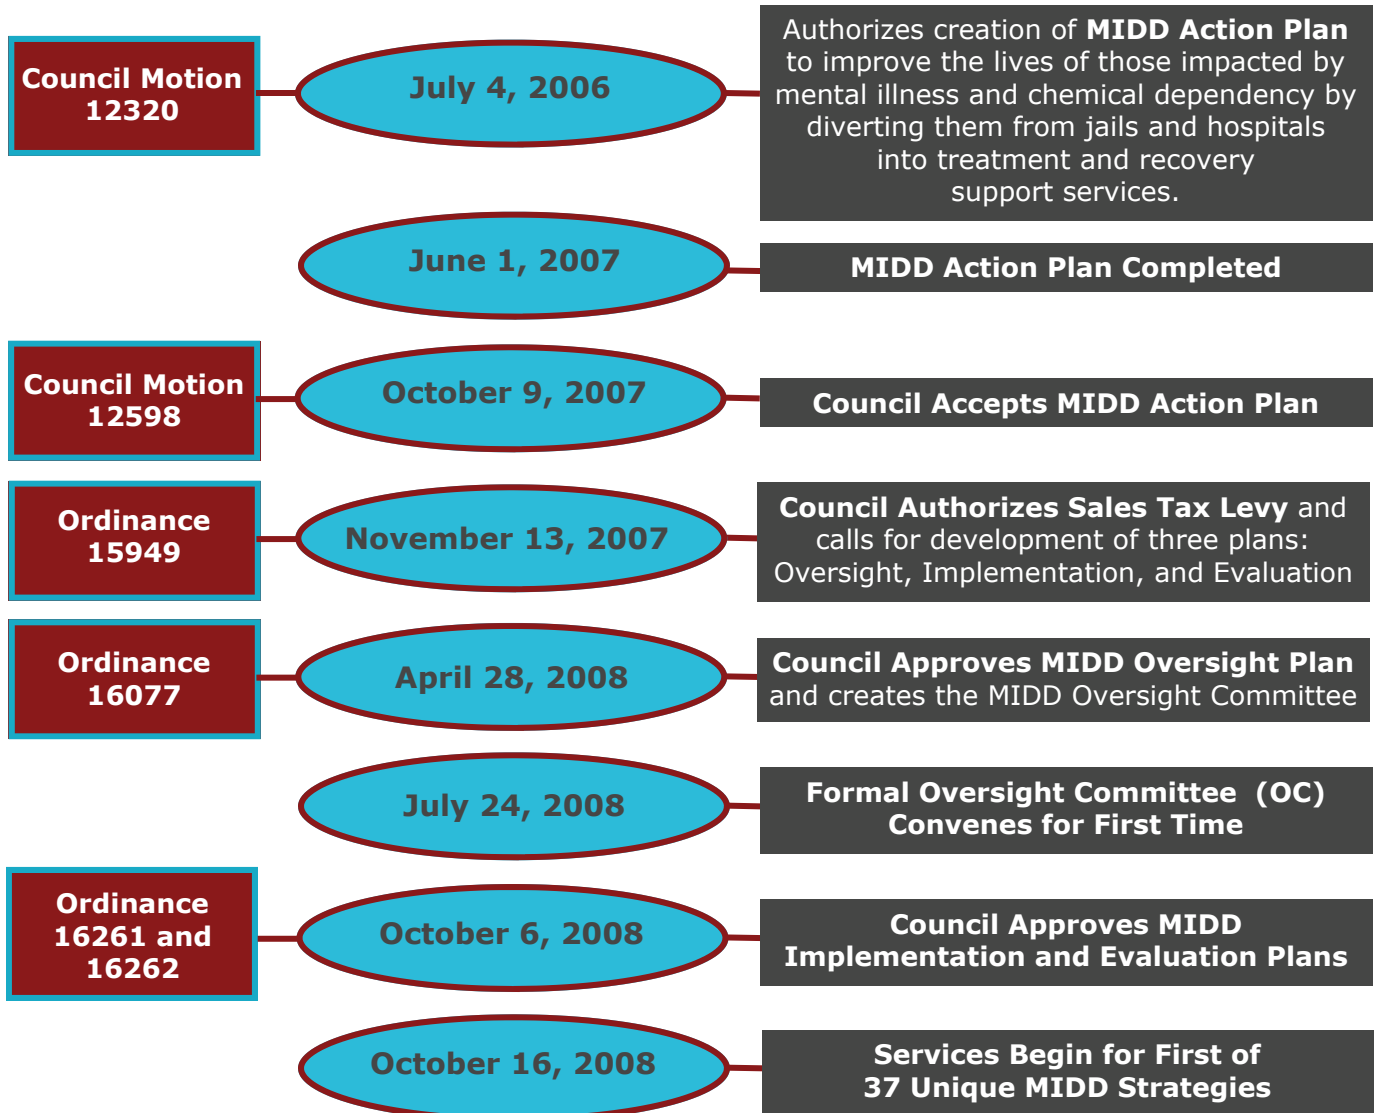 Council Motion
12320
July 4, 2006
Authorizes creation of MIDD Action Plan
to improve the lives of those impacted by
mental illness and chemical dependency by
diverting them from jails and hospitals
into treatment and recovery
support services.
June 1, 2007
MIDD Action Plan Completed
Council Motion
12598
October 9, 2007
Council Accepts MIDD Action Plan
Ordinance
15949
November 13, 2007
Council Authorizes Sales Tax Levy and
calls for development of three plans:
Oversight, Implementation, and Evaluation
Ordinance
16077
April 28, 2008
Council Approves MIDD Oversight Plan
and creates the MIDD Oversight Committee
July 24, 2008
Formal Oversight Committee (OC)
Convenes for First Time
Ordinance
16261 and
16262
October 6, 2008
Council Approves MIDD
Implementation and Evaluation Plans
October 16, 2008
Services Begin for First of
37 Unique MIDD Strategies